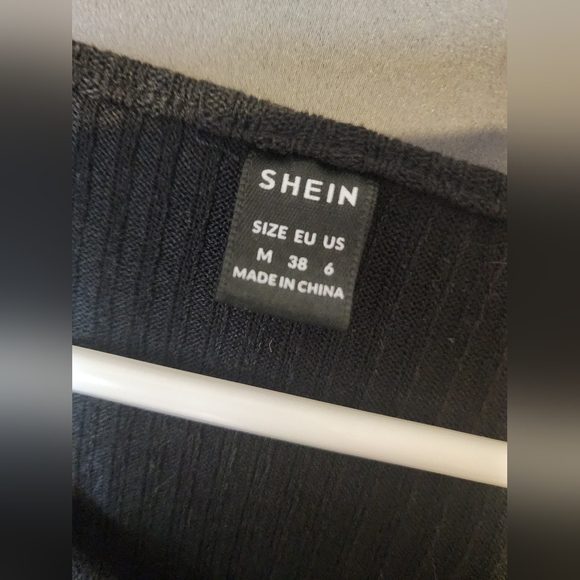 SHEIN
SIZE EU US
M 38 6
MADE IN CHINA